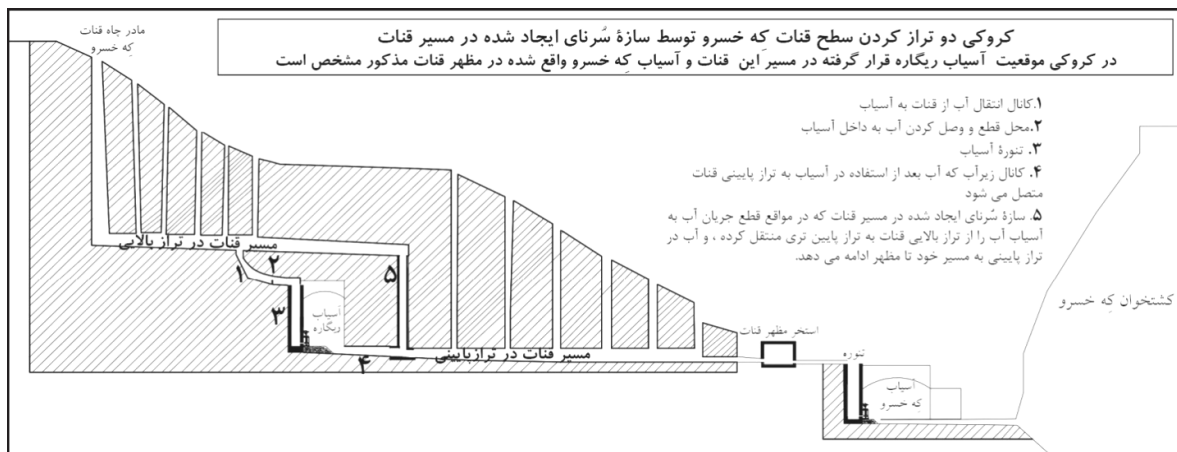 کروکی دو تراز کردن سطح قنات کِه خسرو توسط سازهٔ سُرنای ایجاد شده در مسیر قنات
در کروکی موقعیت آسیاب ریگاره قرار گرفته در مسیر این قنات و آسیاب کِه خسرو واقع شده در مظهر قنات مذکور مشخص است
مادر چاه قنات
کِه خسرو
۱.کانال انتقال آب از قنات به آسیاب
۲.محل قطع و وصل کردن آب به داخل آسیاب
۳. تنورهٔ آسیاب
۴. کانال زیرآب که آب بعد از استفاده در آسیاب به تراز پایینی قنات
متصل می شود
۵. سازهٔ سُرنای ایجاد شده در مسیر قنات که در مواقع قطع جریان آب به
آسیاب آب را از تراز بالایی قنات به تراز پایین تری منتقل کرده ، و آب در
تراز پایینی به مسیر خود تا مظهر ادامه می دهد.
مسیر قنات در تراز بالایی
۱
۲
۳
۴
۵
آسیاب
ریگاره
مسیر قنات در ترازپایینی
استخر مظهر قنات
تنوره
آسیاب
کِه خسرو
کشتخوان کِه خسرو